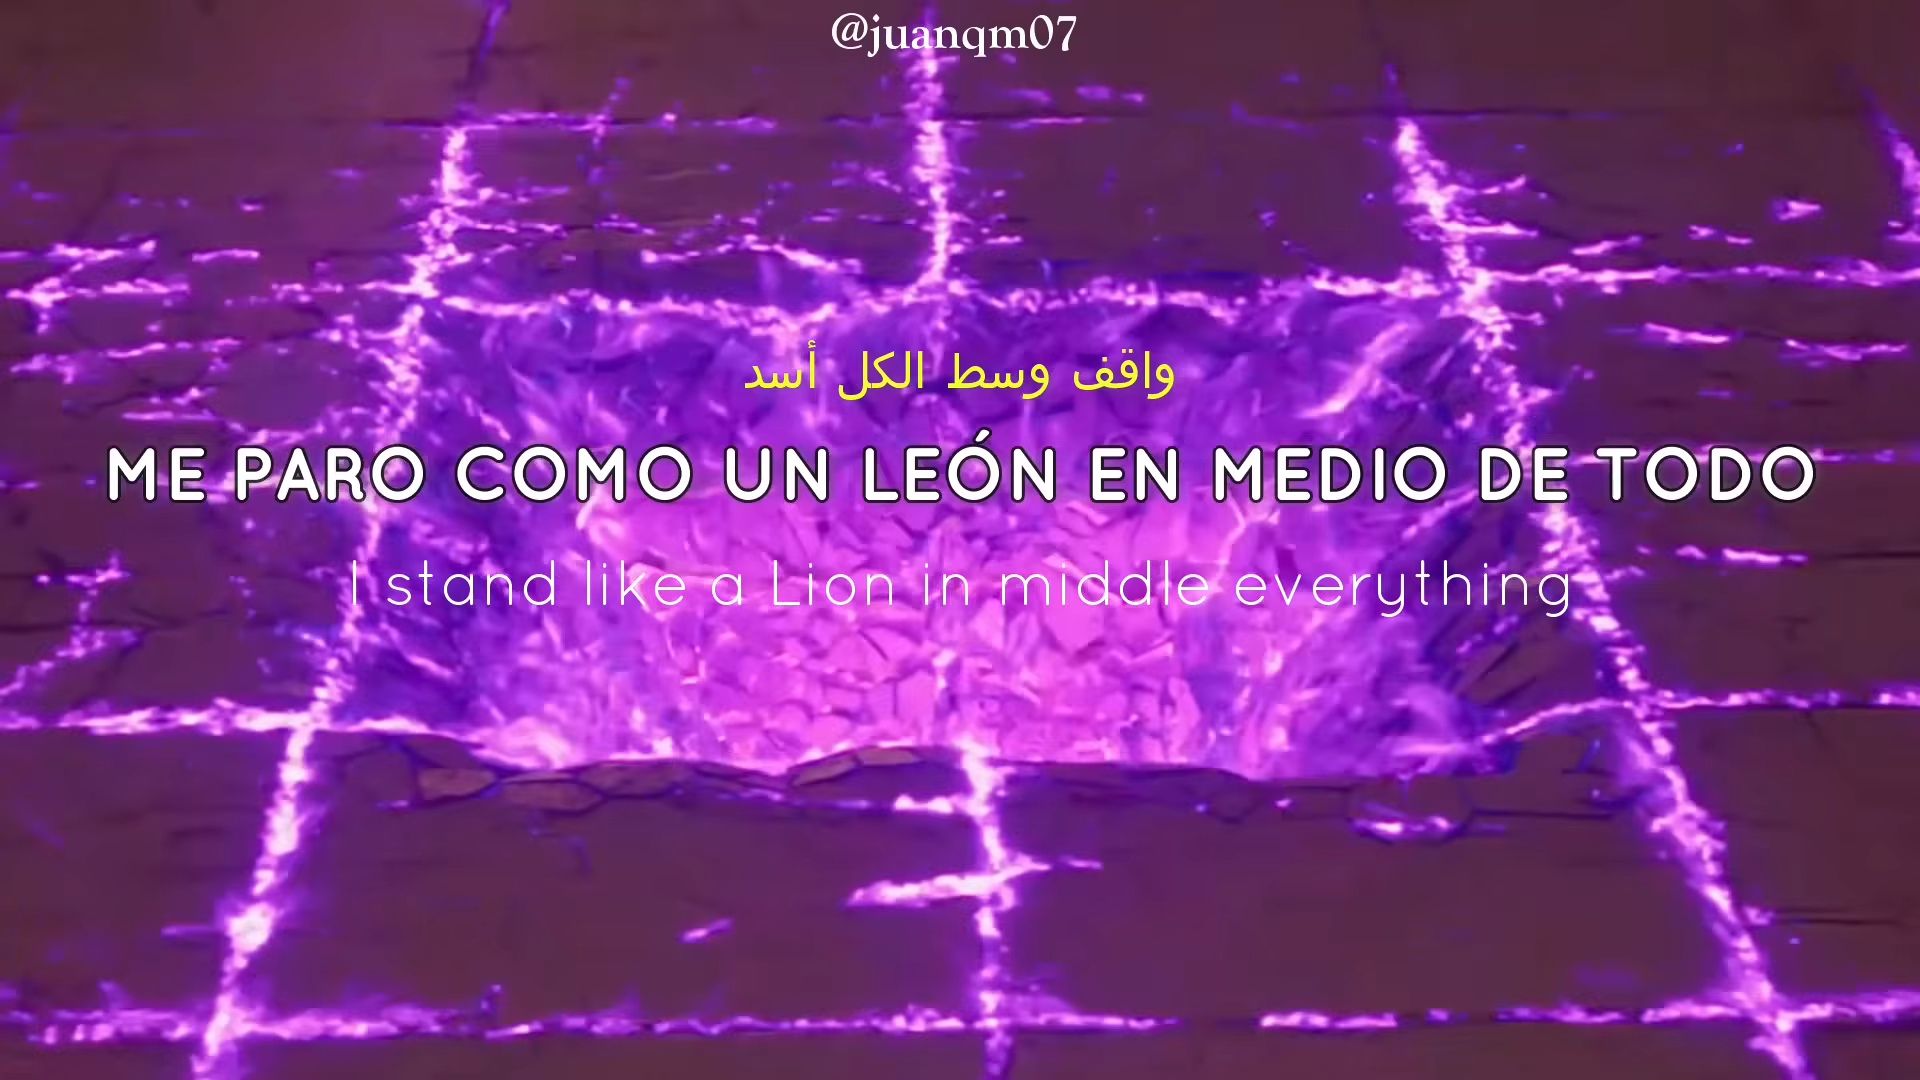 @juanqm07
واقف وسط الكل أسد
ME PARO COMO UN LEÓN EN MEDIO DE TODO
I stand like a Lion in middle everything